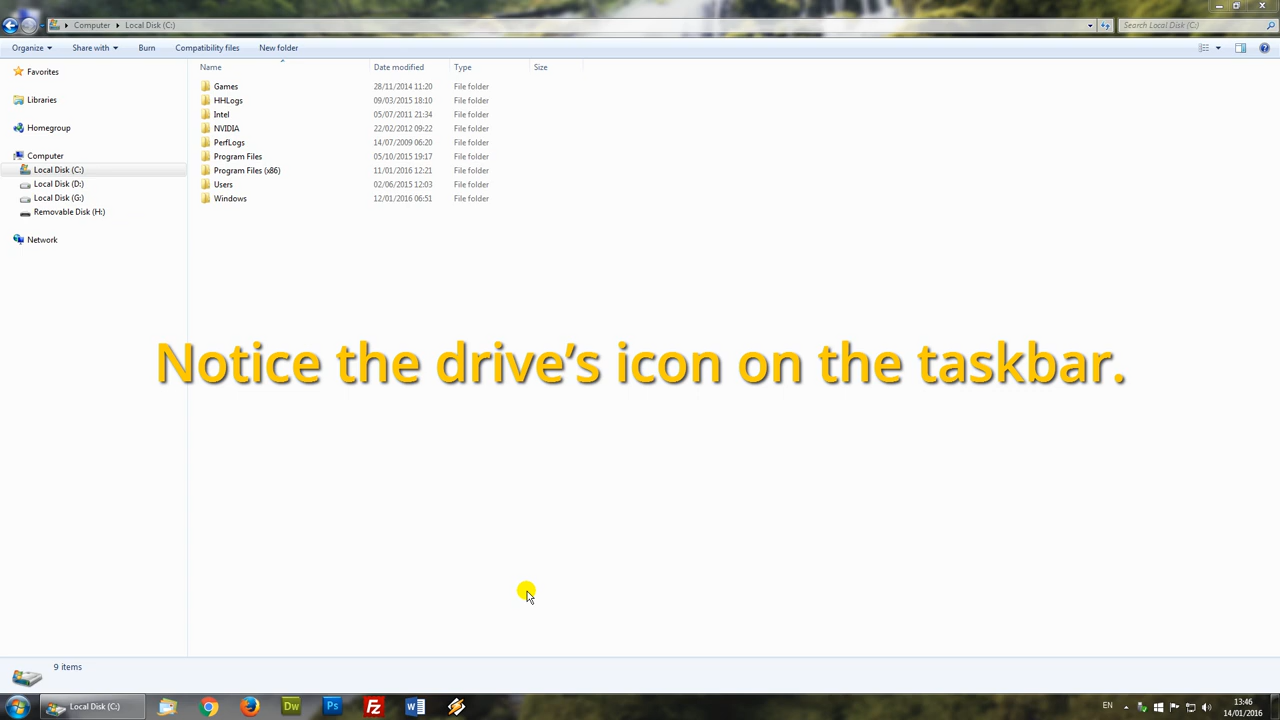 Computer Local Disk (C:)
Search Local Disk (C:)
Organize Share with Burn Compatibility files New folder
Name Date modified Type Size
Favorites
Libraries
Homegroup
Computer
Local Disk (C:)
Local Disk (D:)
Local Disk (G:)
Removable Disk (H:)
Network
Games 28/11/2014 11:20 File folder
HHLogs 09/03/2015 18:10 File folder
Intel 05/07/2011 21:34 File folder
NVIDIA 22/02/2012 09:22 File folder
PerfLogs 14/07/2009 06:20 File folder
Program Files 05/10/2015 19:17 File folder
Program Files (x86) 11/01/2016 12:21 File folder
Users 02/06/2015 12:03 File folder
Windows 12/01/2016 06:51 File folder
Notice the drive’s icon on the taskbar.
9 items
Local Disk (C:)
Dw
Ps
Fz
W
EN
13:46
14/01/2016